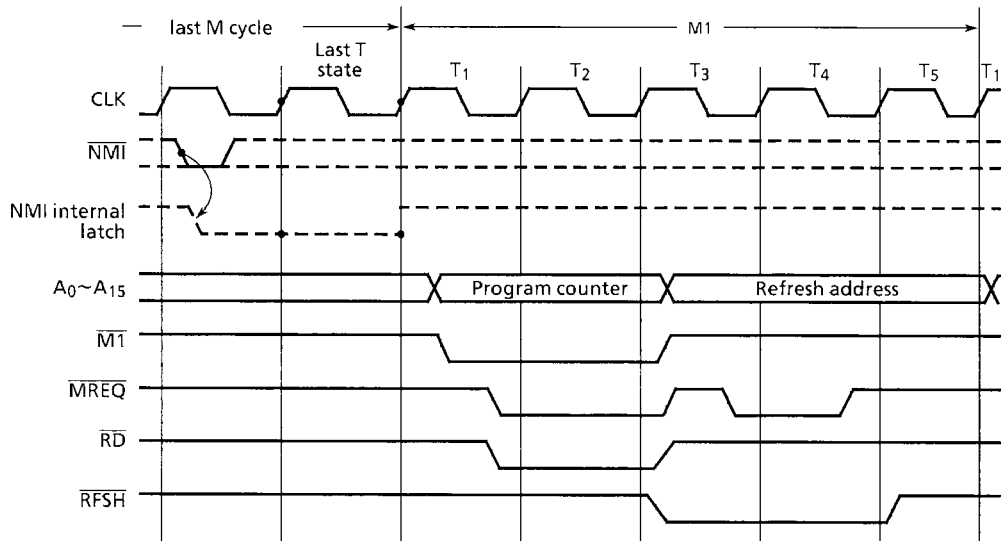 last M cycle
M1
Last T
state
T1 T2 T3 T4 T5 T1
CLK
NMI
NMI internal
latch
A0~A15
Program counter
Refresh address
M1
MREQ
RD
RFSH